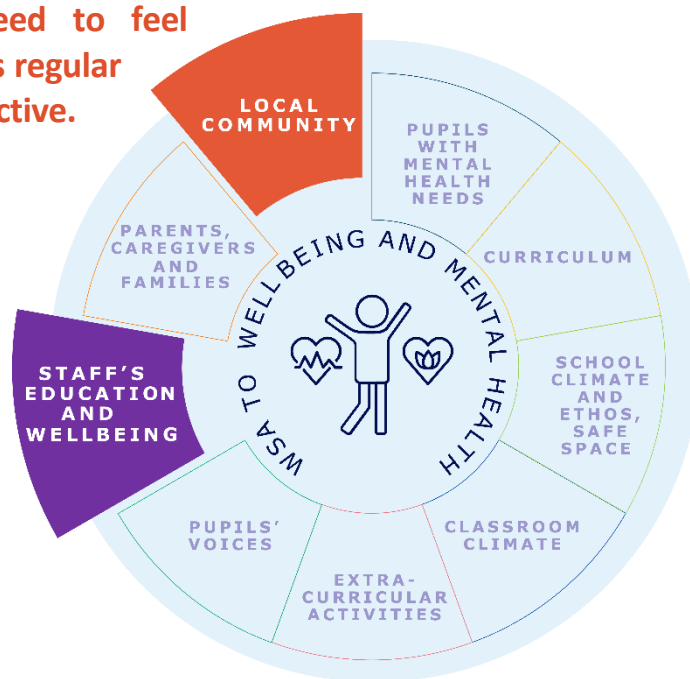 eed to feel
s regular
ctive.
LOCAL
COMMUNITY
PUPILS
WITH
MENTAL
HEALTH
NEEDS
CURRICULUM
SCHOOL
CLIMATE
AND
ETHOS,
SAFE
SPACE
CLASSROOM
CLIMATE
EXTRA-
CURRICULAR
ACTIVITIES
PUPILS'
VOICES
STAFF'S
EDUCATION
AND
WELLBEING
PARENTS,
CAREGIVERS
AND
FAMILIES
WSA TO WELLBEING AND MENTAL HEALTH